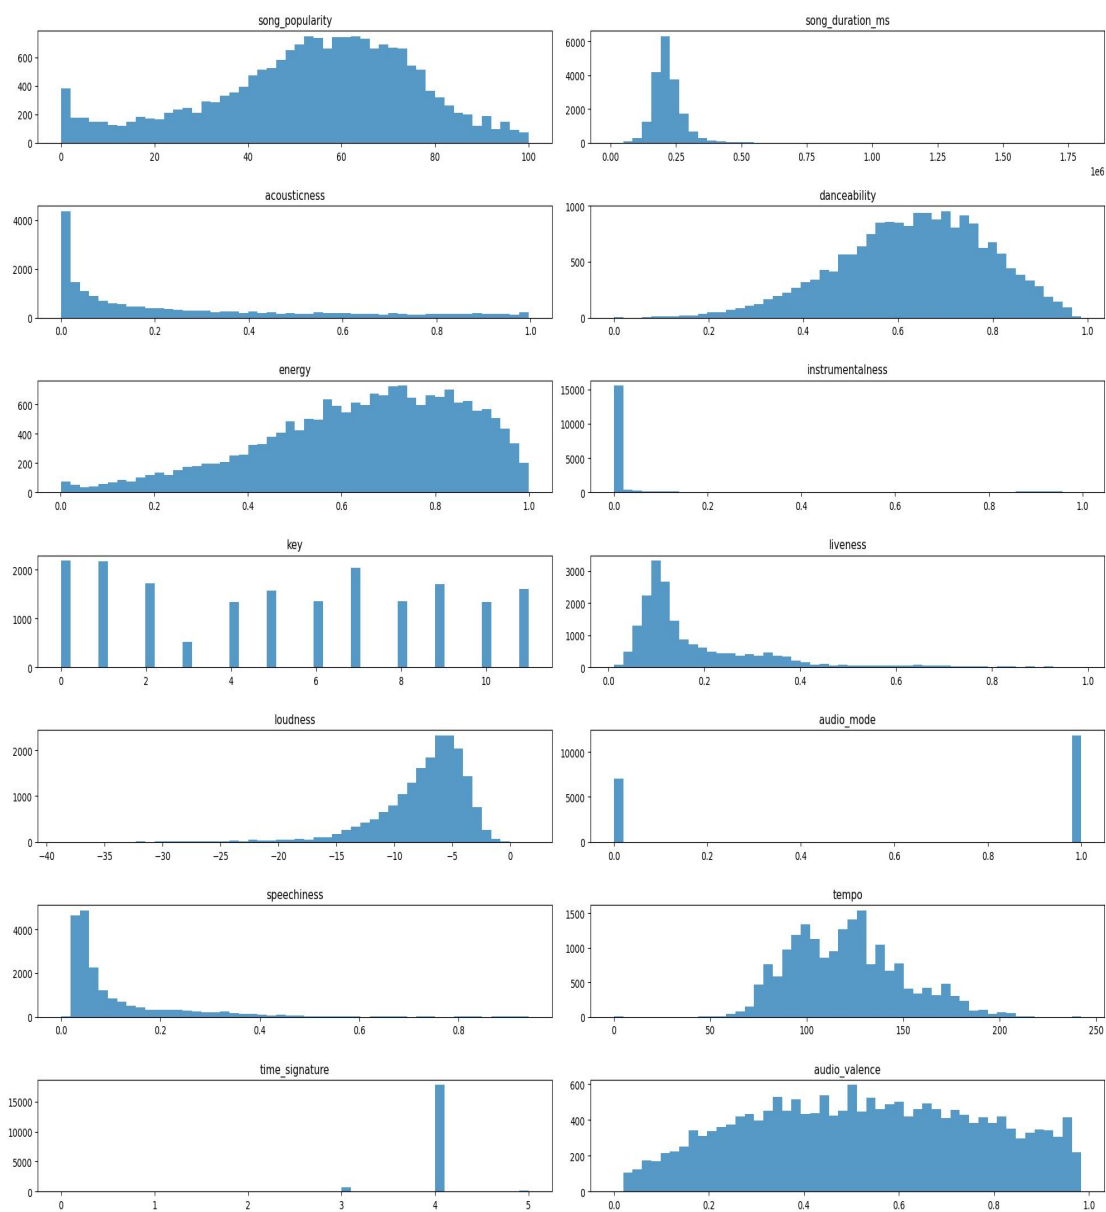 song_popularity
600
400
200
0
0 20 40 60 80 100
song_duration_ms
6000
4000
2000
0
0.00 0.25 0.50 0.75 1.00 1.25 1.50 1.75
1e6
acousticness
4000
2000
0
0.0 0.2 0.4 0.6 0.8 1.0
danceability
1000
500
0
0.0 0.2 0.4 0.6 0.8 1.0
energy
600
400
200
0
0.0 0.2 0.4 0.6 0.8 1.0
instrumentalness
15000
10000
5000
0
0.0 0.2 0.4 0.6 0.8 1.0
key
2000
1000
0
0 2 4 6 8 10
liveness
3000
2000
1000
0
0.0 0.2 0.4 0.6 0.8 1.0
loudness
2000
1000
0
−40 −35 −30 −25 −20 −15 −10 −5 0
audio_mode
10000
5000
0
0.0 0.2 0.4 0.6 0.8 1.0
speechiness
4000
2000
0
0.0 0.2 0.4 0.6 0.8
tempo
1500
1000
500
0
0 50 100 150 200 250
time_signature
15000
10000
5000
0
0 1 2 3 4 5
audio_valence
600
400
200
0
0.2 0.4 0.6 0.8 1.0